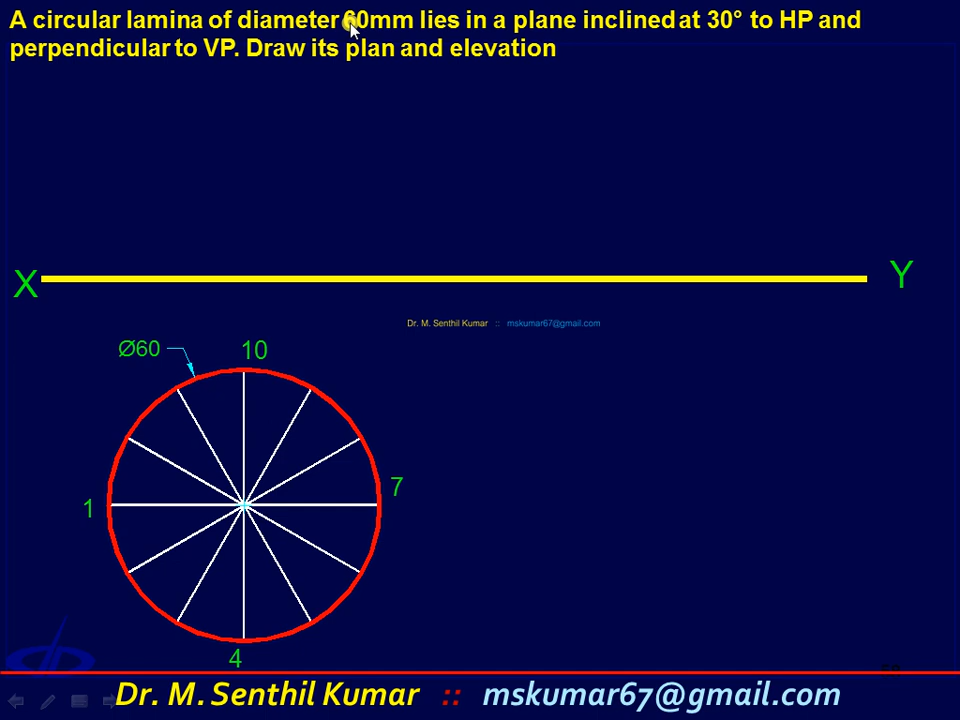 A circular lamina of diameter 60mm lies in a plane inclined at 30° to HP and
perpendicular to VP. Draw its plan and elevation
X
Y
Dr. M. Senthil Kumar :: mskumar67@gmail.com
Ø60
10
7
1
4
Dr. M. Senthil Kumar :: mskumar67@gmail.com